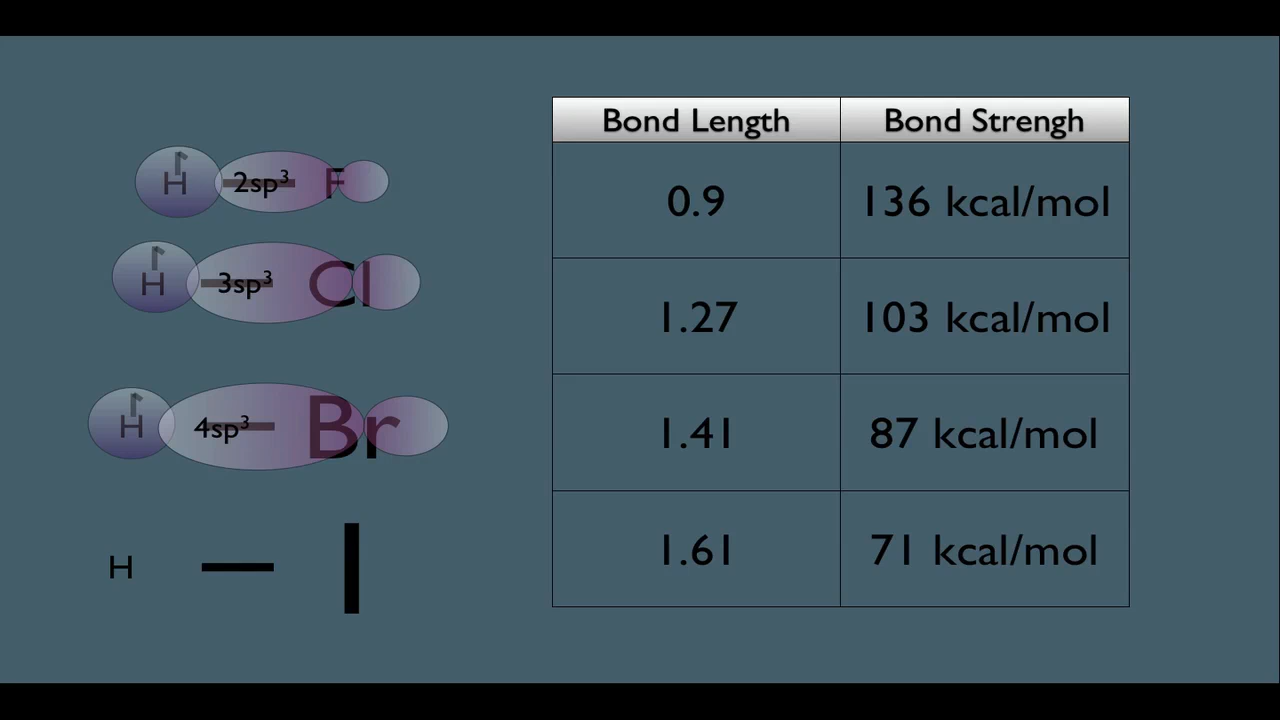 Bond Length Bond Strengh
H 2sp³ F 0.9 136 kcal/mol
H 3sp³ Cl 1.27 103 kcal/mol
H 4sp³ Br 1.41 87 kcal/mol
H — I 1.61 71 kcal/mol